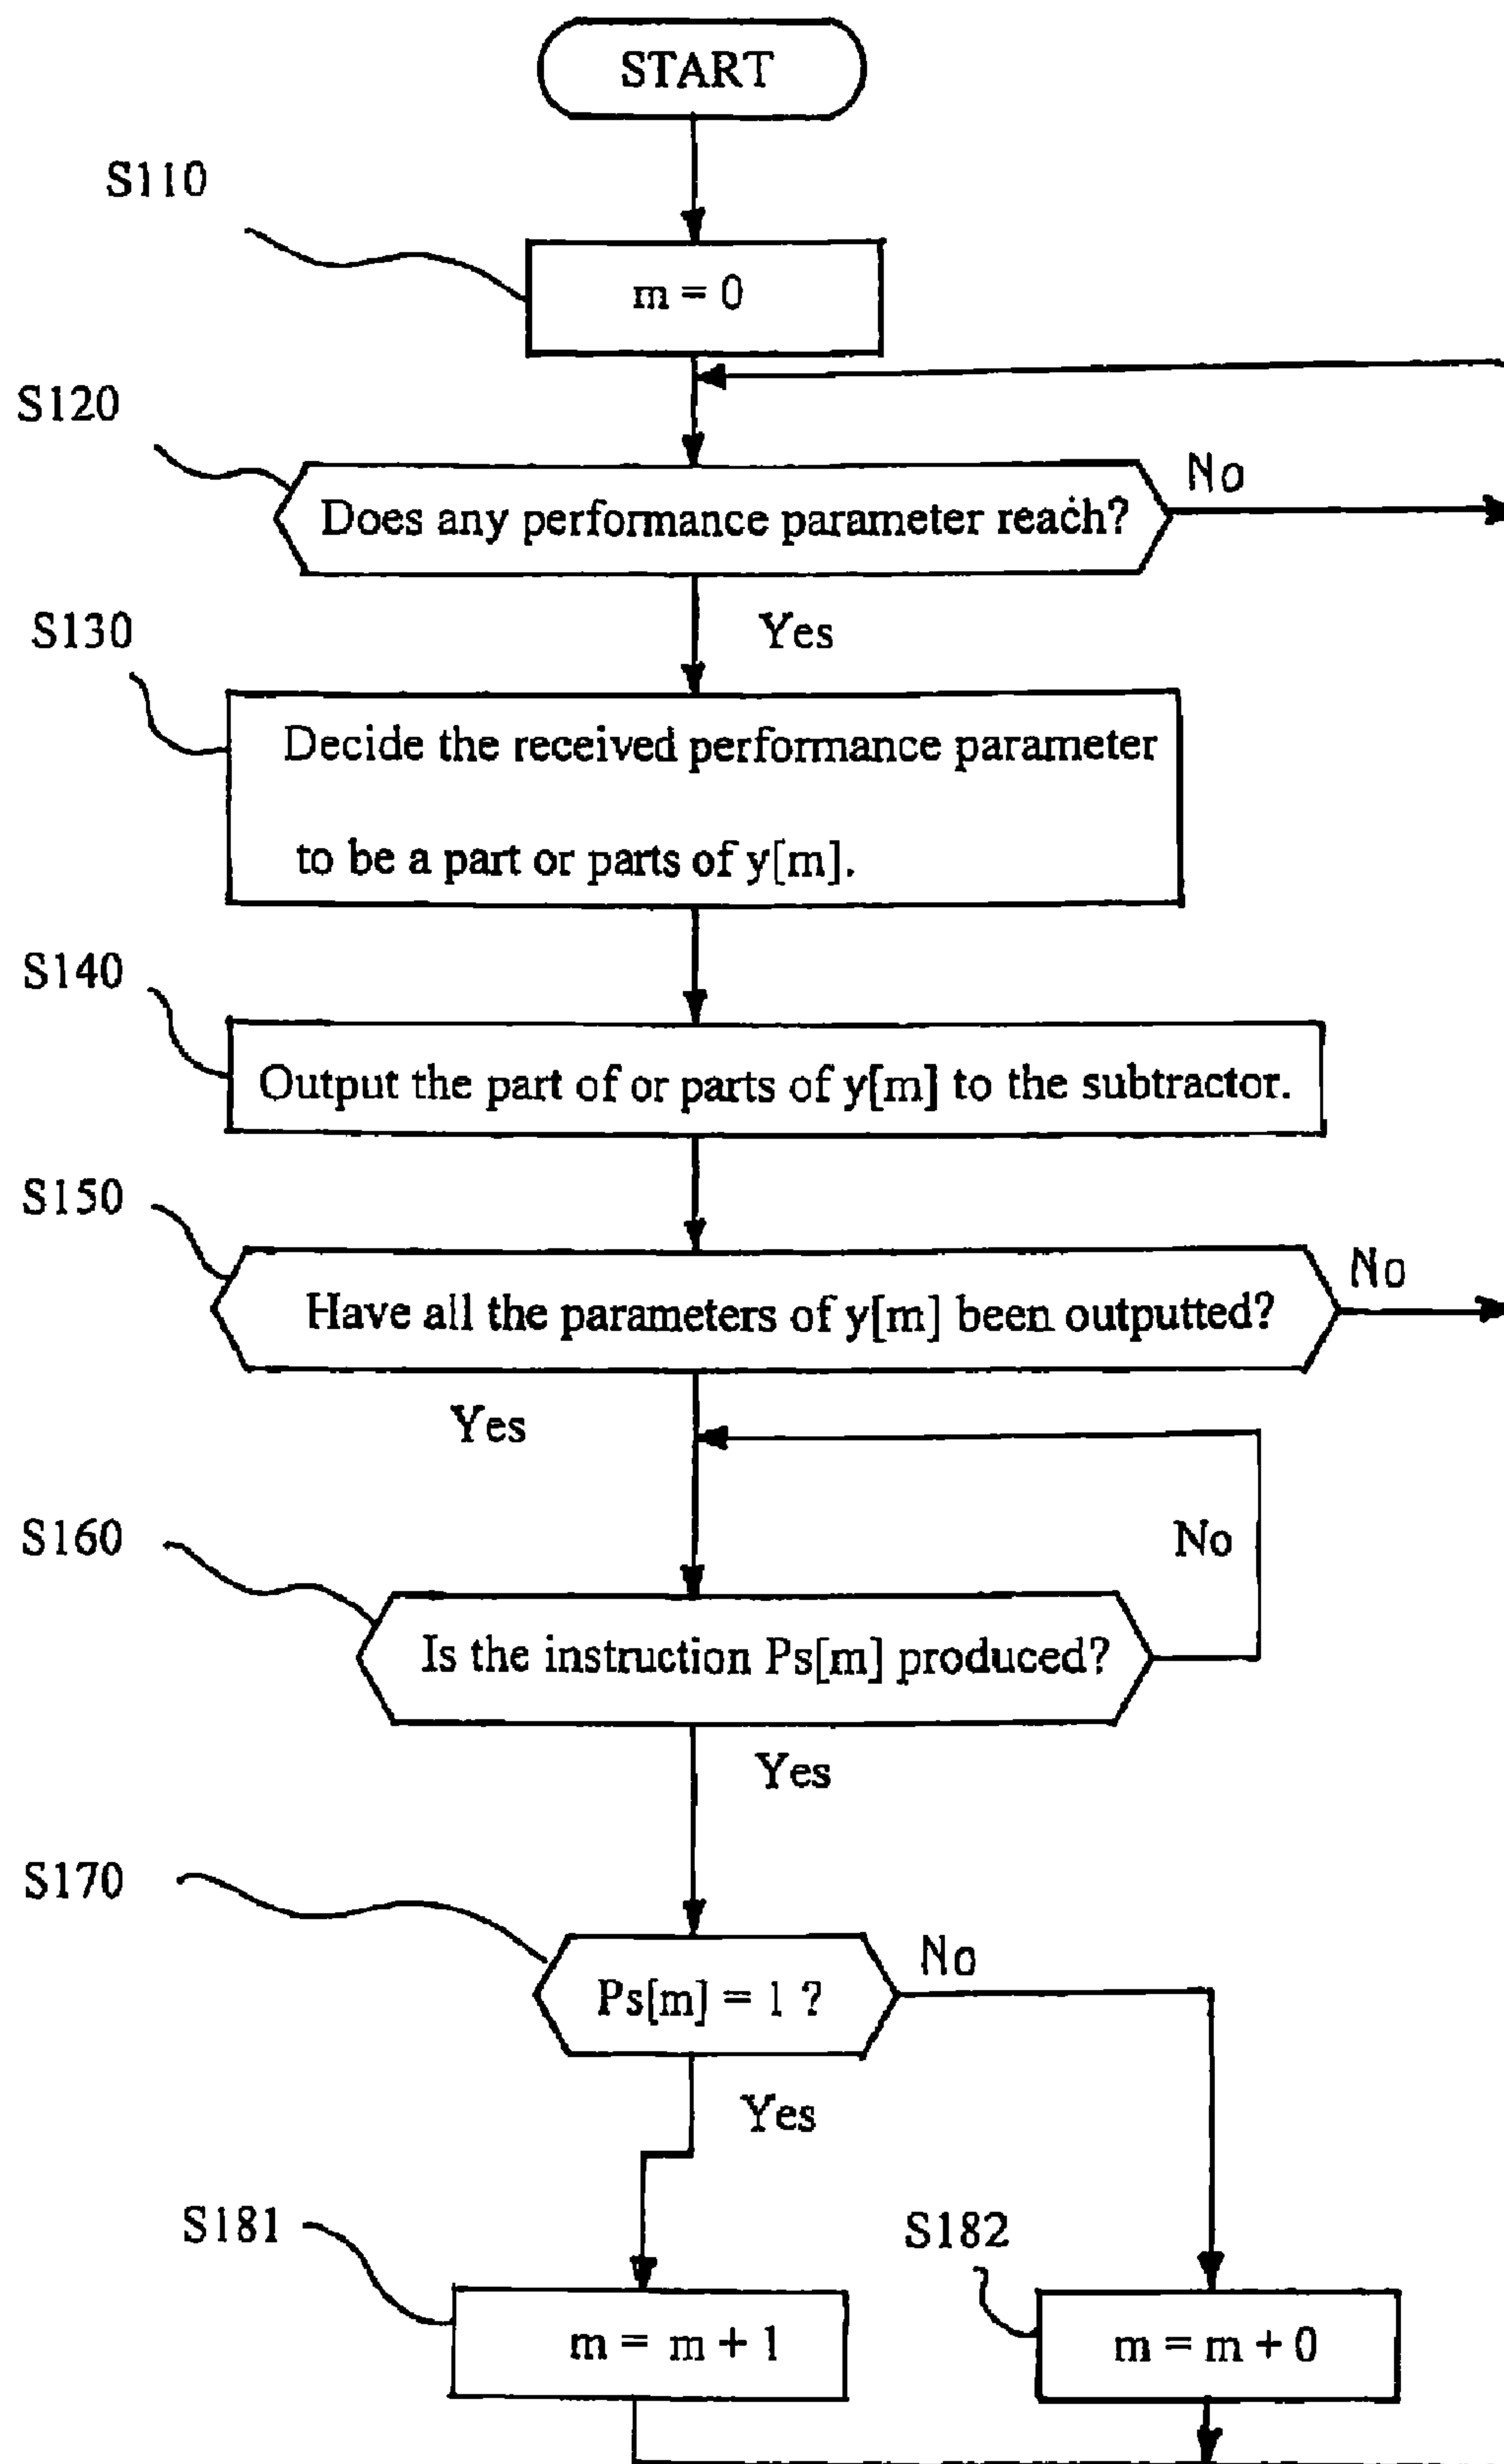 START
S110
m = 0
S120
Does any performance parameter reach?
No
Yes
S130
Decide the received performance parameter
to be a part or parts of y[m].
S140
Output the part of or parts of y[m] to the subtractor.
S150
Have all the parameters of y[m] been outputted?
No
Yes
S160
No
Is the instruction Ps[m] produced?
Yes
S170
Ps[m] = 1 ?
No
Yes
S181
m = m + 1
S182
m = m + 0